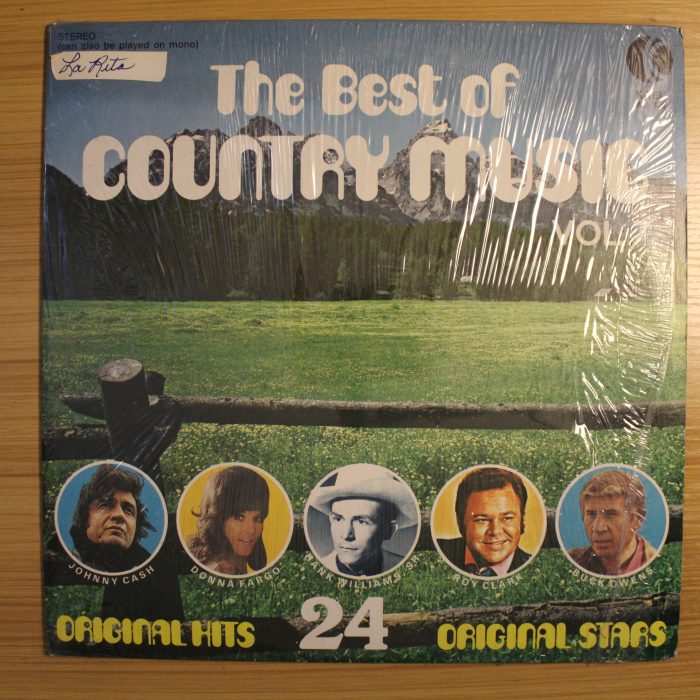 STEREO
(can also be played on mono)
La Rita
The Best of
COUNTRY MUSIC
VOL. 1
JOHNNY CASH
DONNA FARGO
HANK WILLIAMS, SR.
ROY CLARK
BUCK OWENS
ORIGINAL HITS 24 ORIGINAL STARS